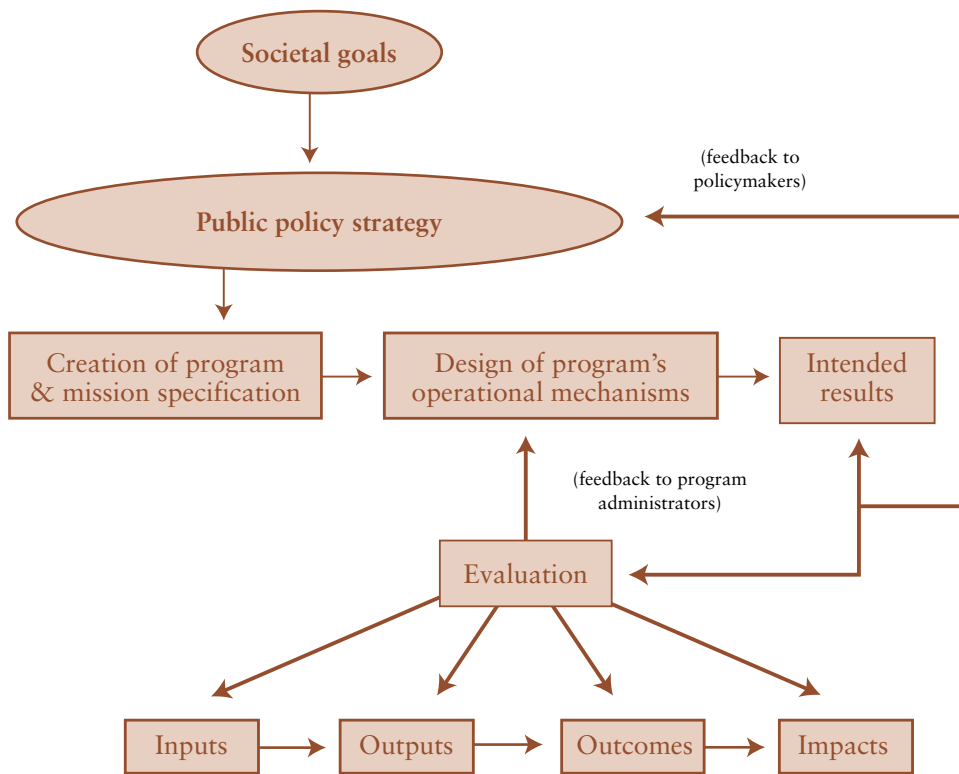 Societal goals
(feedback to
policymakers)
Public policy strategy
Creation of program
& mission specification
Design of program’s
operational mechanisms
Intended
results
(feedback to program
administrators)
Evaluation
Inputs
Outputs
Outcomes
Impacts